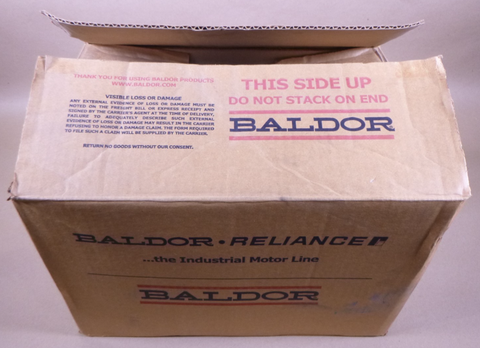 THANK YOU FOR USING BALDOR PRODUCTS
WWW.BALDOR.COM
VISIBLE LOSS OR DAMAGE
ANY EXTERNAL EVIDENCE OF LOSS OR DAMAGE MUST BE
NOTED ON THE FREIGHT BILL OR EXPRESS RECEIPT AND
SIGNED BY THE CARRIER'S AGENT AT THE TIME OF DELIVERY.
FAILURE TO ADEQUATELY DESCRIBE SUCH EXTERNAL
EVIDENCE OF LOSS OR DAMAGE MAY RESULT IN THE CARRIER
REFUSING TO HONOR A DAMAGE CLAIM. THE FORM REQUIRED
TO FILE SUCH A CLAIM WILL BE SUPPLIED BY THE CARRIER.
RETURN NO GOODS WITHOUT OUR CONSENT.
THIS SIDE UP
DO NOT STACK ON END
BALDOR
BALDOR • RELIANCE
...the Industrial Motor Line
BALDOR